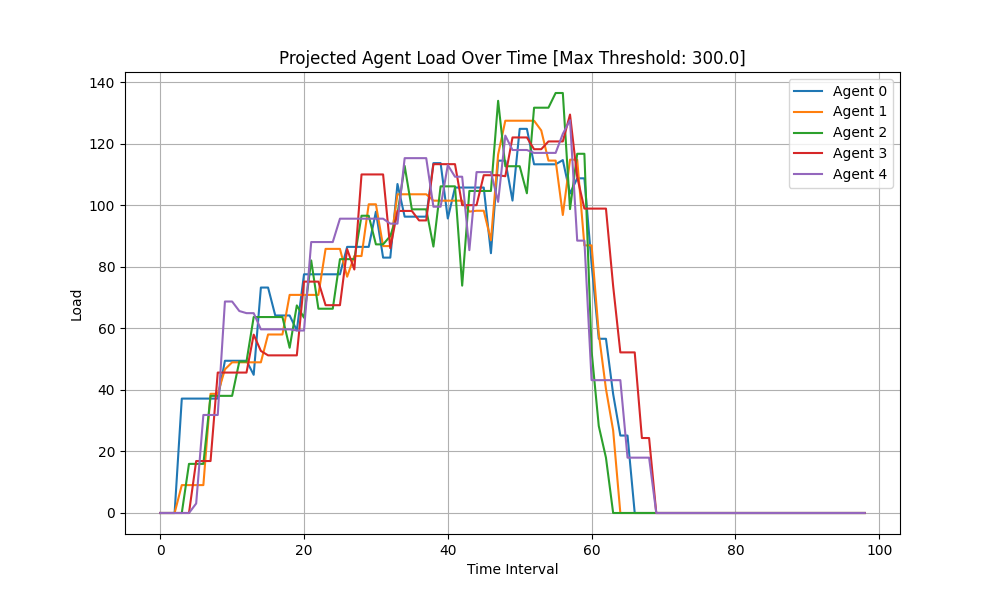 Projected Agent Load Over Time [Max Threshold: 300.0]
140
120
100
80
60
40
20
0
Load
0 20 40 60 80 100
Time Interval
Agent 0
Agent 1
Agent 2
Agent 3
Agent 4